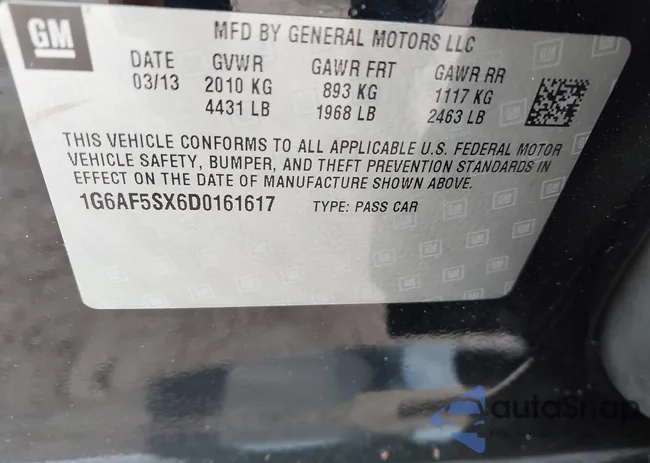 GM
MFD BY GENERAL MOTORS LLC
DATE GVWR GAWR FRT GAWR RR
03/13 2010 KG 893 KG 1117 KG
4431 LB 1968 LB 2463 LB
THIS VEHICLE CONFORMS TO ALL APPLICABLE U.S. FEDERAL MOTOR
VEHICLE SAFETY, BUMPER, AND THEFT PREVENTION STANDARDS IN
EFFECT ON THE DATE OF MANUFACTURE SHOWN ABOVE.
1G6AF5SX6D0161617 TYPE: PASS CAR
autoSnap